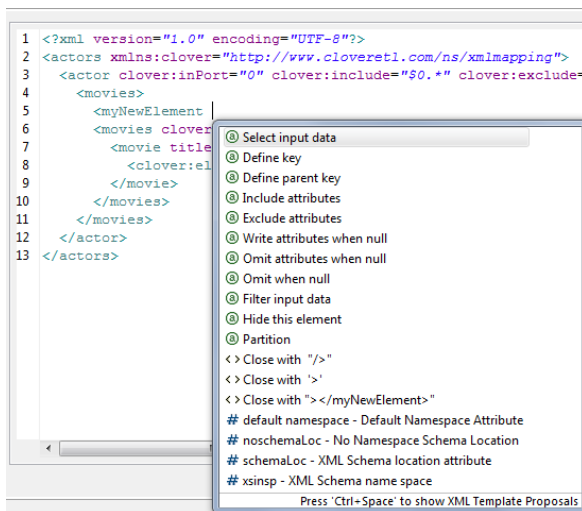 1 <?xml version="1.0" encoding="UTF-8"?>
2 <actors xmlns:clover="http://www.cloveretl.com/ns/xmlmapping">
3 <actor clover:inPort="0" clover:include="$0.*" clover:exclude=
4 <movies>
5 <myNewElement
6 <movies clover
7 <movie title
8 <clover:el
9 </movie>
10 </movies>
11 </movies>
12 </actor>
13 </actors>
@ Select input data
@ Define key
@ Define parent key
@ Include attributes
@ Exclude attributes
@ Write attributes when null
@ Omit attributes when null
@ Omit when null
@ Filter input data
@ Hide this element
@ Partition
<> Close with "/>"
<> Close with '>'
<> Close with "></myNewElement>"
# default namespace - Default Namespace Attribute
# noschemaLoc - No Namespace Schema Location
# schemaLoc - XML Schema location attribute
# xsinsp - XML Schema name space
Press 'Ctrl+Space' to show XML Template Proposals